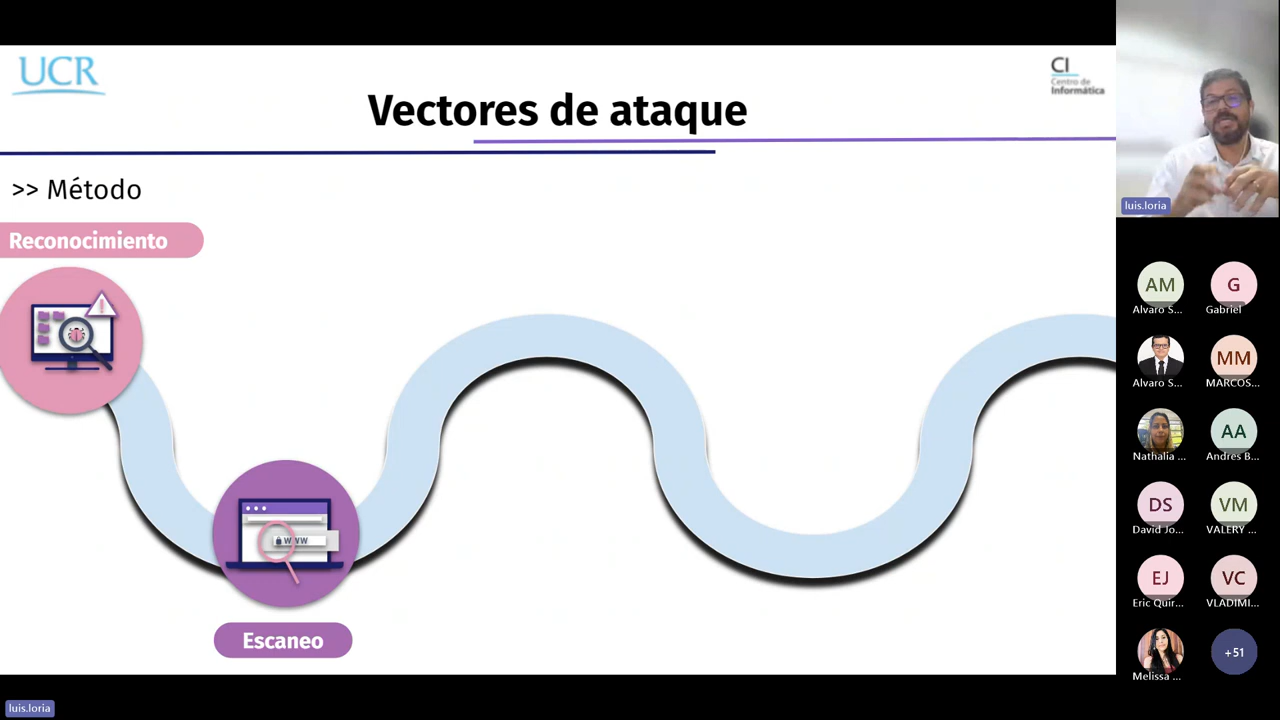 UCR
CI
Centro de
Informática
Vectores de ataque
>> Método
Reconocimiento
WWW
Escaneo
luis.loria
AM
Alvaro S...
G
Gabriel
Alvaro S...
MM
MARCOS...
Nathalia ...
AA
Andres B...
DS
David Jo...
VM
VALERY ...
EJ
Eric Quir...
VC
VLADIMI...
Melissa ...
+51
luis.loria